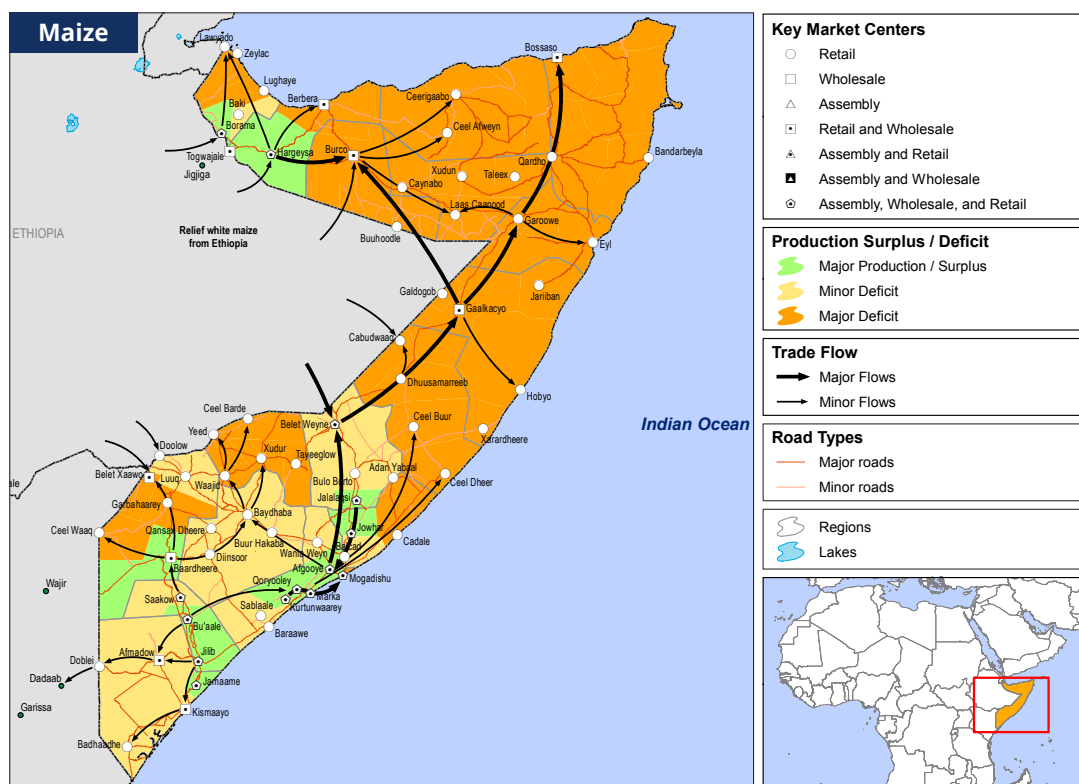 Maize
Lawyado
Zeylac
Lughaye
Baki
Borama
Berbera
Togwajale
Hargeysa
Jigjiga
Burco
Ceerigaabo
Ceel Afweyn
Bossaso
Qardho
Bandarbeyla
Xudun
Taleex
Caynabo
Laas Caanood
Garoowe
Buuhoodle
Eyl
Relief white maize
from Ethiopia
ETHIOPIA
Galdogob
Jariiban
Gaalkacyo
Cabudwaaq
Dhuusamarreeb
Hobyo
Ceel Barde
Yeed
Belet Weyne
Ceel Buur
Xarardheere
Indian Ocean
Doolow
Belet Xaawo
Luuq
Waajid
Xudur
Tayeeglow
Bulo Burto
Adan Yabaal
Ceel Dheer
Jalalaqsi
Garbahaarey
Baydhaba
Ceel Waaq
Qansax Dheere
Buur Hakaba
Wanla Weyn
Jowhar
Balcad
Cadale
Diinsoor
Baardheere
Afgooye
Mogadishu
Wajir
Saakow
Qoryooley
Marka
Kurtunwaarey
Sablaale
Baraawe
Bu'aale
Jilib
Afmadow
Doblei
Dadaab
Jamaame
Garissa
Kismaayo
Badhaadhe
Key Market Centers
Retail
Wholesale
Assembly
Retail and Wholesale
Assembly and Retail
Assembly and Wholesale
Assembly, Wholesale, and Retail
Production Surplus / Deficit
Major Production / Surplus
Minor Deficit
Major Deficit
Trade Flow
Major Flows
Minor Flows
Road Types
Major roads
Minor roads
Regions
Lakes